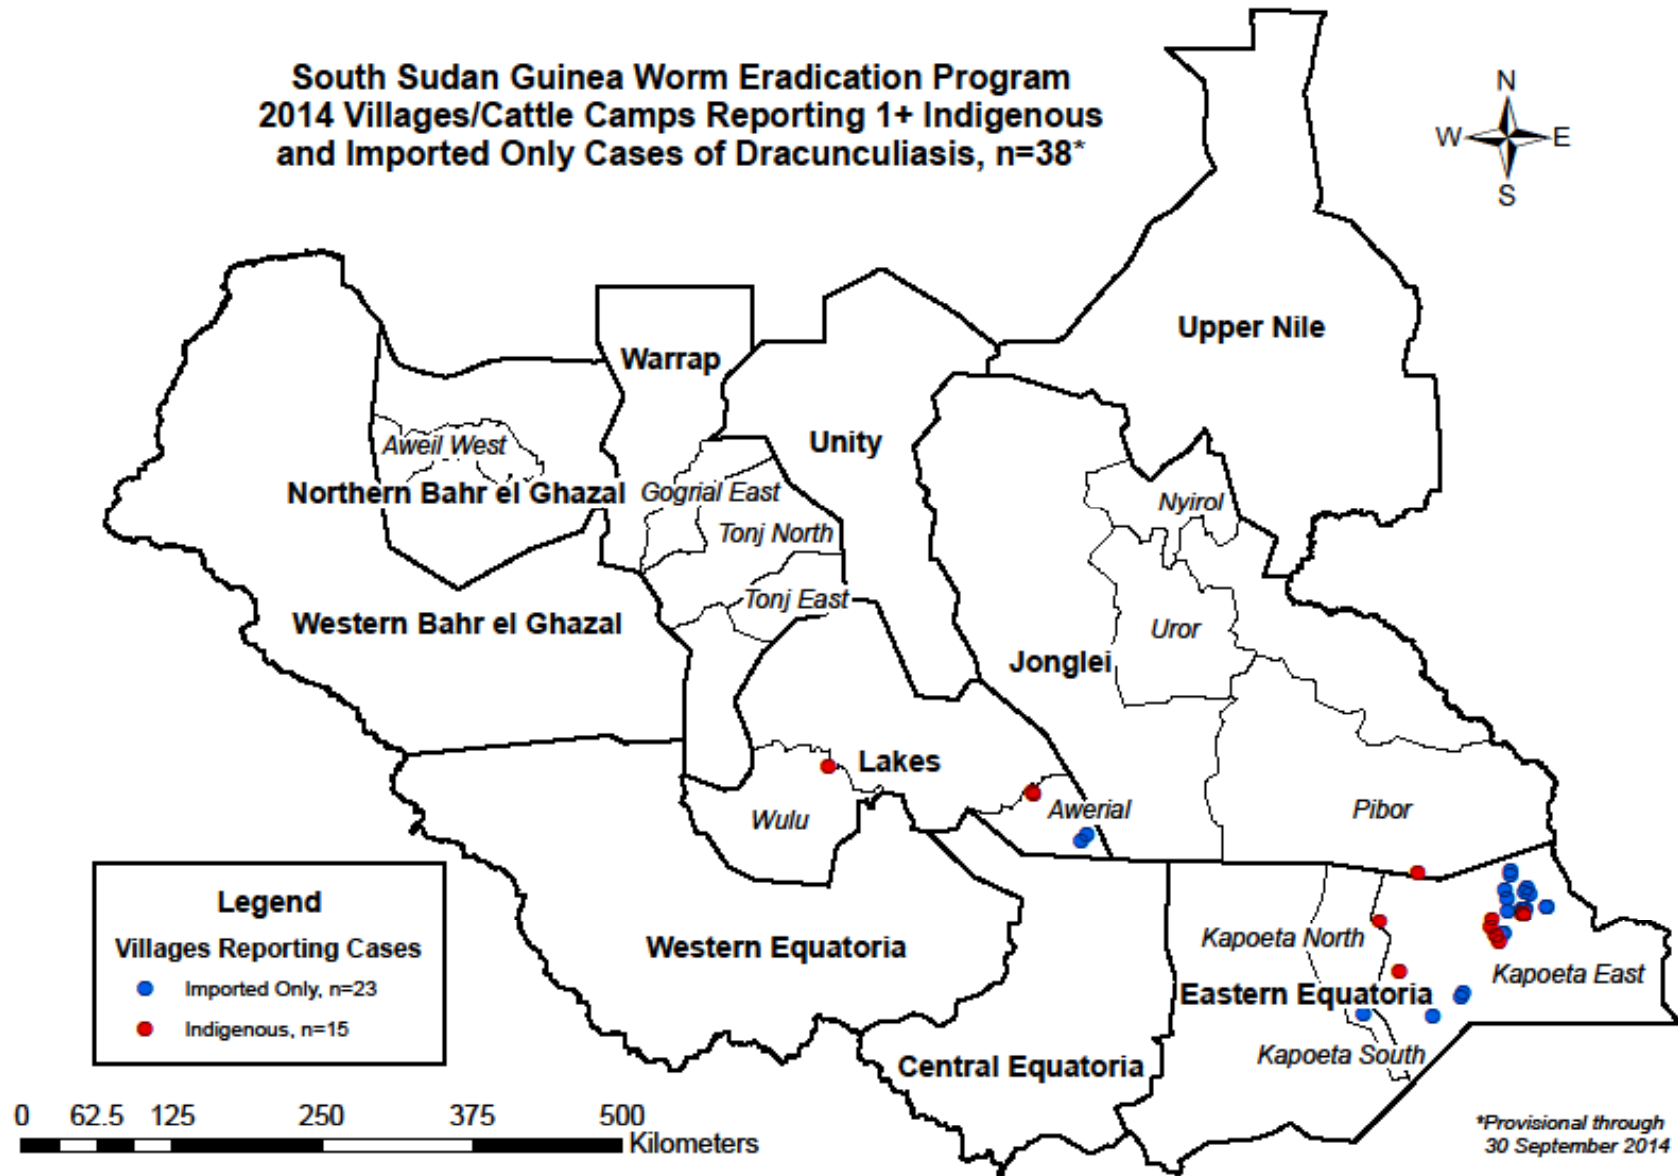 South Sudan Guinea Worm Eradication Program
2014 Villages/Cattle Camps Reporting 1+ Indigenous
and Imported Only Cases of Dracunculiasis, n=38*
N
W
E
S
Upper Nile
Warrap
Unity
Aweil West
Northern Bahr el Ghazal
Gogrial East
Nyirol
Tonj North
Tonj East
Western Bahr el Ghazal
Uror
Jonglei
Lakes
Wulu
Awerial
Pibor
Legend
Villages Reporting Cases
Imported Only, n=23
Indigenous, n=15
Western Equatoria
Kapoeta North
Kapoeta East
Eastern Equatoria
Kapoeta South
Central Equatoria
0 62.5 125 250 375 500
Kilometers
*Provisional through
30 September 2014